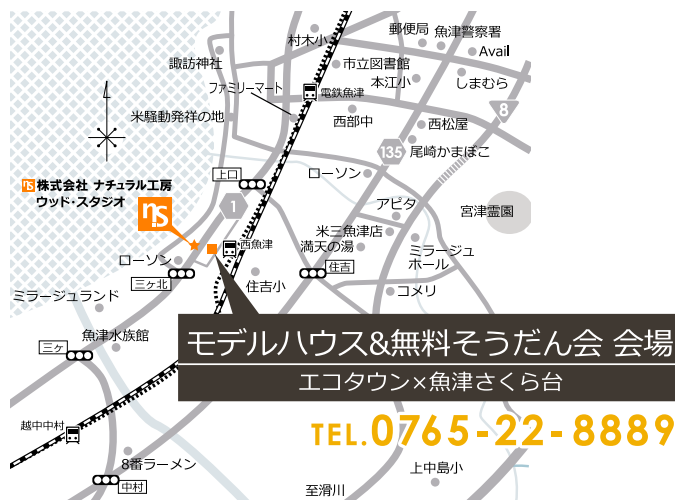 村木小
郵便局
魚津警察署
Avail
諏訪神社
市立図書館
しまむら
本江小
ファミリーマート
電鉄魚津
8
米騒動発祥の地
西部中
西松屋
135
尾崎かまぼこ
上口
ローソン
ns 株式会社 ナチュラル工房
ウッド・スタジオ
1
アピタ
宮津霊園
ns
米三魚津店
西魚津
満天の湯
ミラージュ
ホール
ローソン
三ヶ北
住吉
住吉小
コメリ
ミラージュランド
魚津水族館
三ヶ
モデルハウス&無料そうだん会 会場
エコタウン×魚津さくら台
越中中村
TEL.0765-22-8889
8番ラーメン
中村
上中島小
至滑川